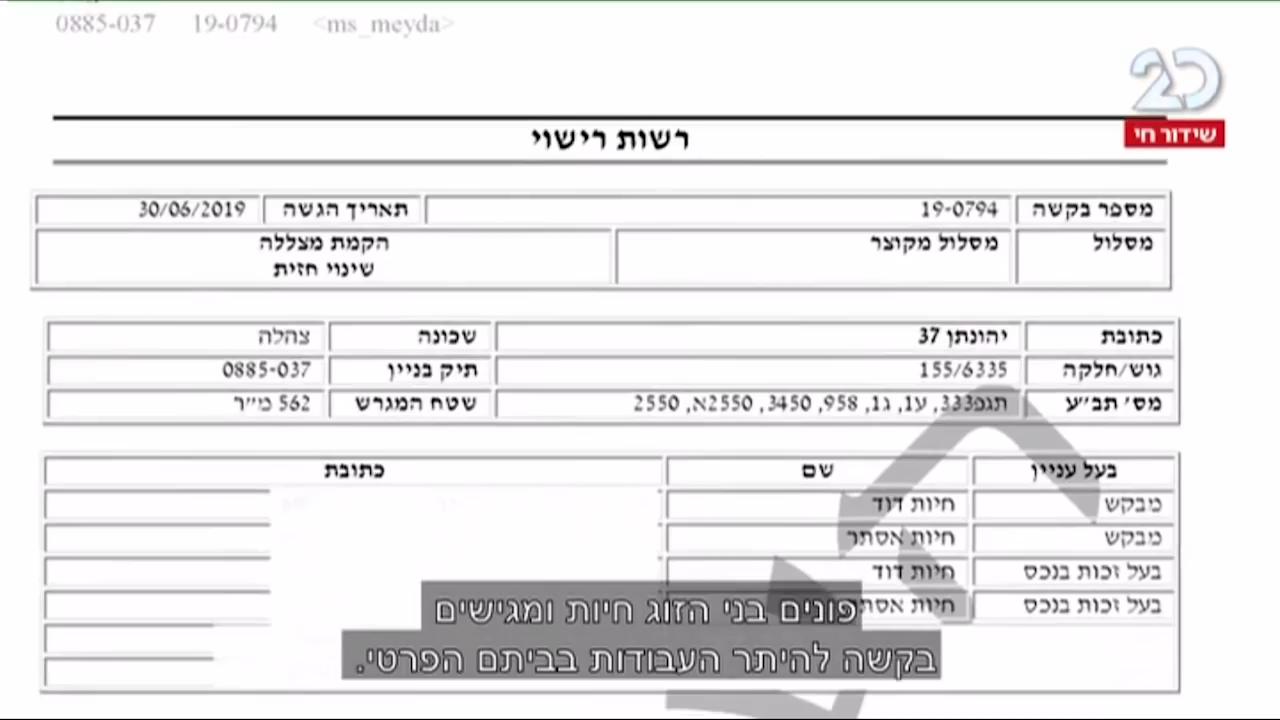 0885-037 19-0794 <ms_meyda>
20
שידור חי
רשות רישוי
מספר בקשה 19-0794 תאריך הגשה 30/06/2019
מסלול מסלול מקוצר הקמת מצללה
שינוי חזית
כתובת יהונתן 37 שכונה צהלה
גוש/חלקה 155/6335 תיק בניין 0885-037
מס' תב"ע תגפ333, ע1, ג1, 958, 3450, 2550א, 2550 שטח המגרש 562 מ"ר
בעל עניין שם כתובת
מבקש חיות דוד
מבקש חיות אסתר
בעל זכות בנכס חיות דוד
בעל זכות בנכס חיות אסתר
פונים בני הזוג חיות ומגישים
בקשה להיתר העבודות בביתם הפרטי.